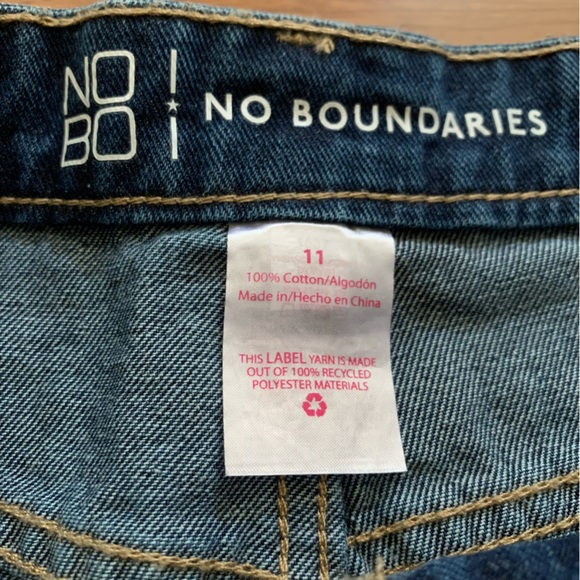 NO
BO
NO BOUNDARIES
11
100% Cotton/Algodón
Made in/Hecho en China
THIS LABEL YARN IS MADE
OUT OF 100% RECYCLED
POLYESTER MATERIALS